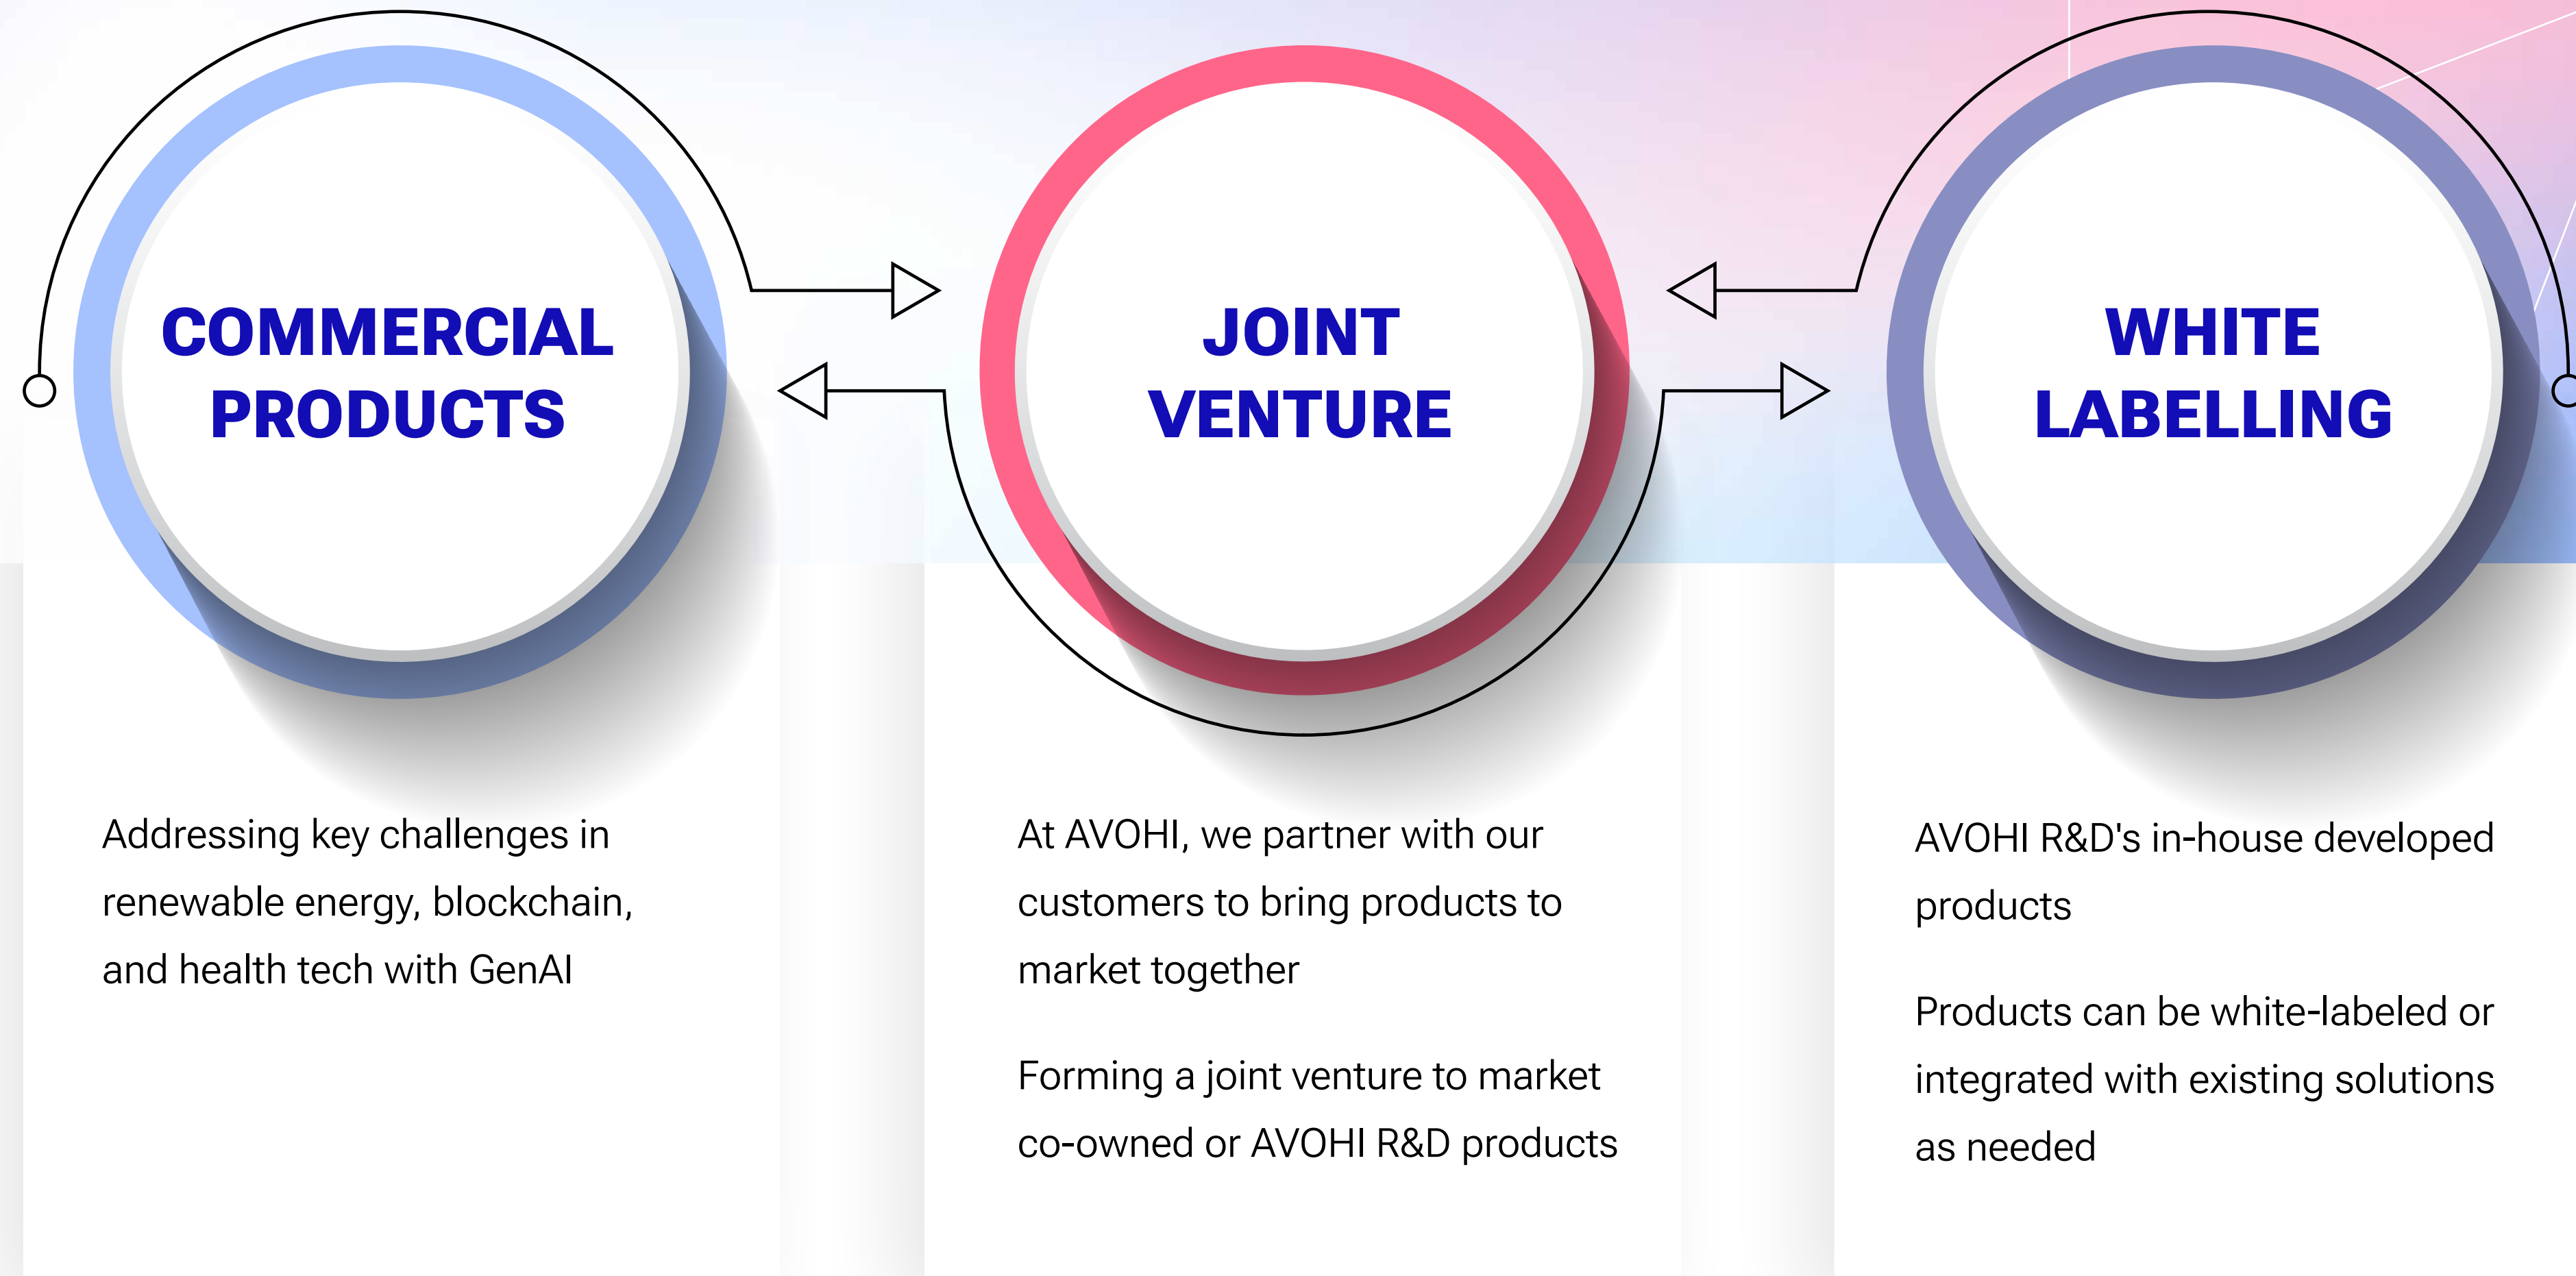 COMMERCIAL
PRODUCTS
Addressing key challenges in
renewable energy, blockchain,
and health tech with GenAI
JOINT
VENTURE
At AVOHI, we partner with our
customers to bring products to
market together
Forming a joint venture to market
co-owned or AVOHI R&D products
WHITE
LABELLING
AVOHI R&D's in-house developed
products
Products can be white-labeled or
integrated with existing solutions
as needed